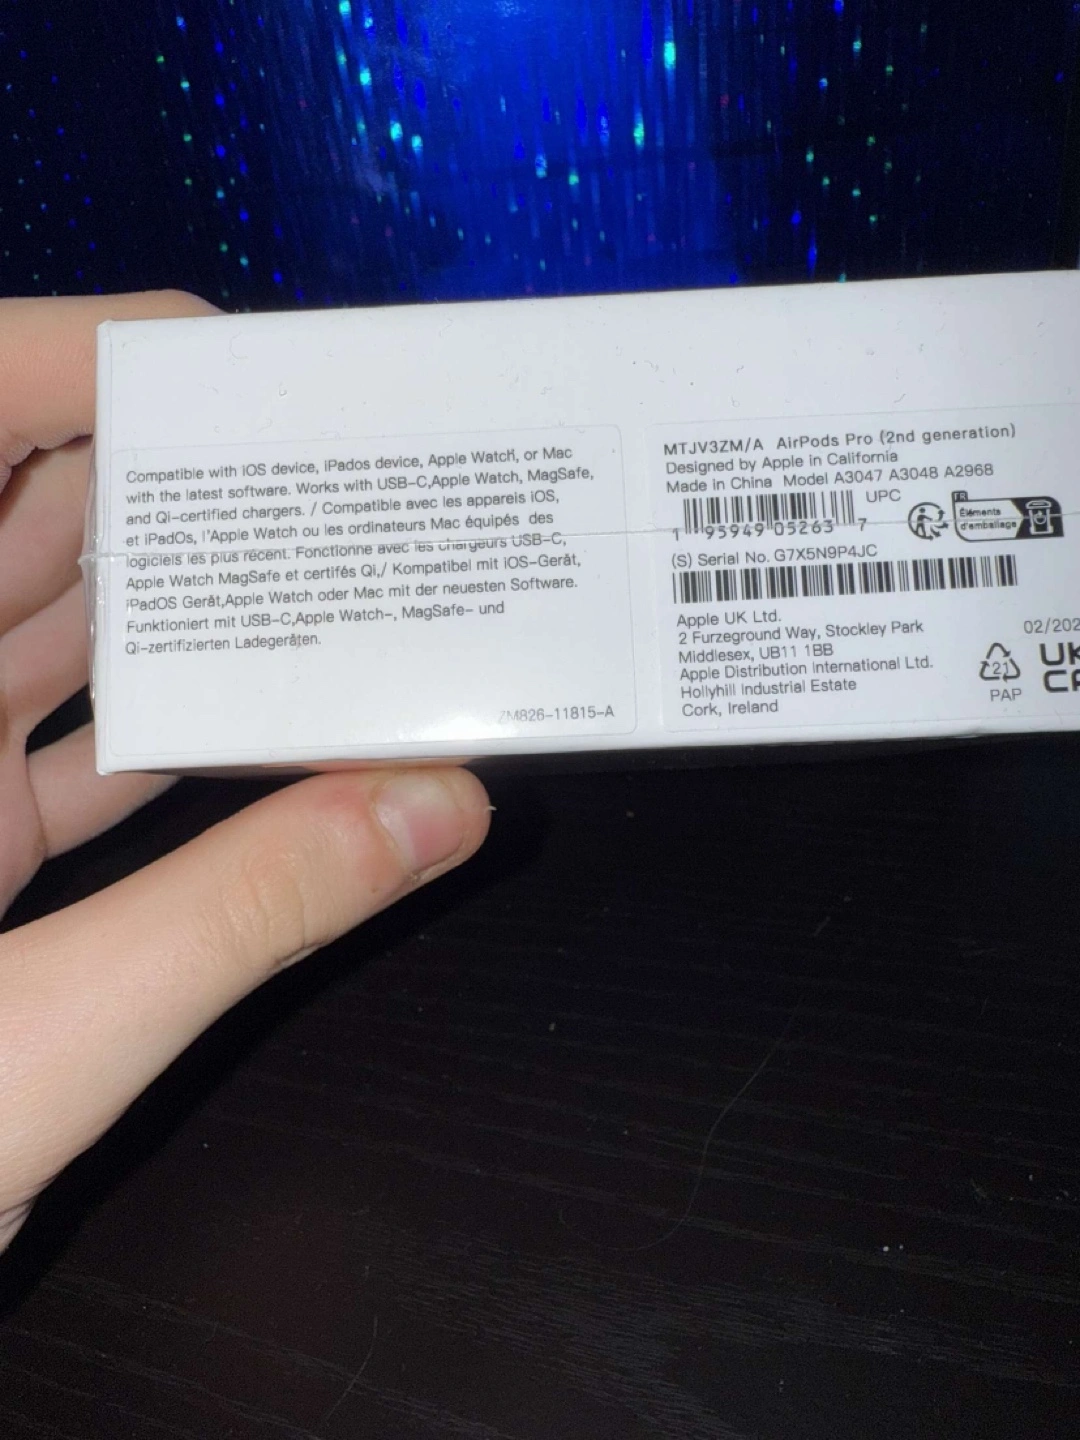 Compatible with iOS device, iPados device, Apple Watch, or Mac
with the latest software. Works with USB-C,Apple Watch, MagSafe,
and Qi-certified chargers. / Compatible avec les appareils iOS,
et iPadOs, l'Apple Watch ou les ordinateurs Mac équipés des
logiciels les plus récent. Fonctionne avec les chargeurs USB-C,
Apple Watch MagSafe et certifés Qi,/ Kompatibel mit iOS-Gerät,
iPadOS Gerät,Apple Watch oder Mac mit der neuesten Software.
Funktioniert mit USB-C,Apple Watch-, MagSafe- und
Qi-zertifizierten Ladegeräten.
ZM826-11815-A
MTJV3ZM/A AirPods Pro (2nd generation)
Designed by Apple in California
Made in China Model A3047 A3048 A2968
UPC
1 95949 05263 7
FR
Éléments
d'emballage
(S) Serial No. G7X5N9P4JC
Apple UK Ltd.
2 Furzeground Way, Stockley Park
Middlesex, UB11 1BB
Apple Distribution International Ltd.
Hollyhill Industrial Estate
Cork, Ireland
02/202
21
PAP
UK
CA